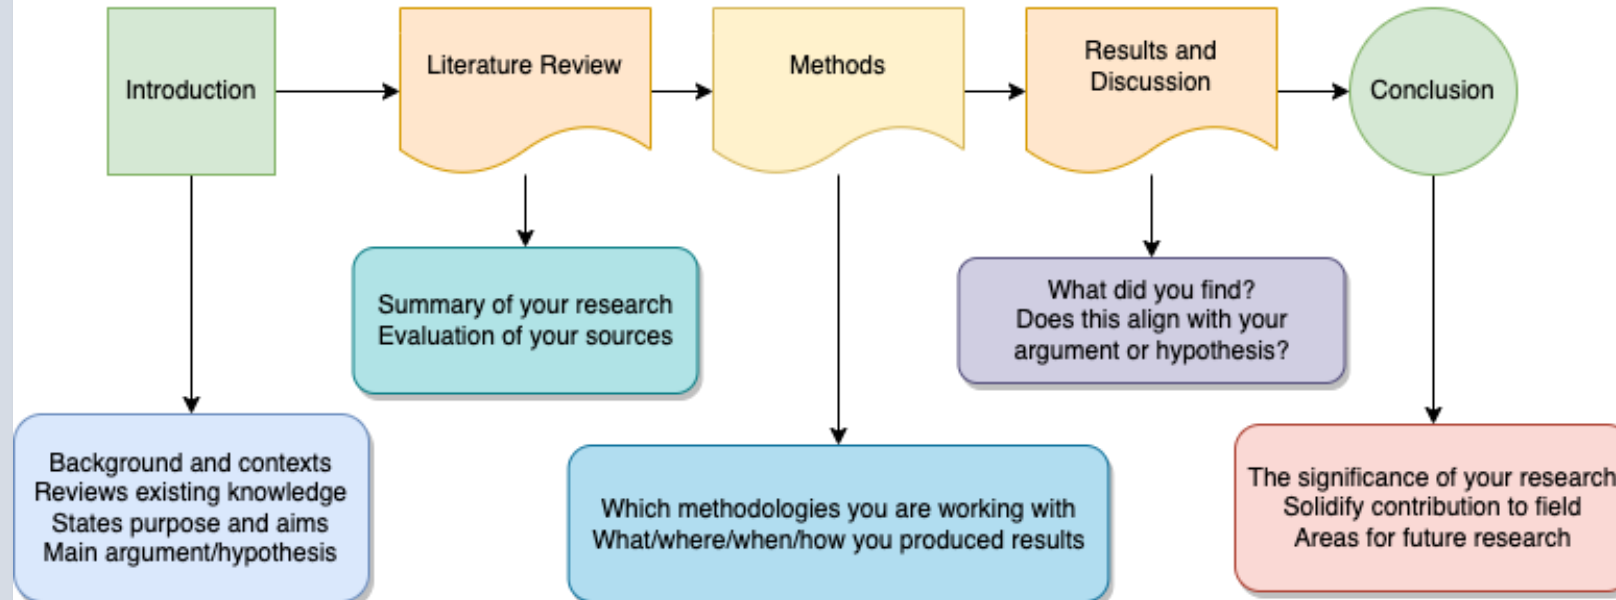 Introduction
Literature Review
Methods
Results and
Discussion
Conclusion
Background and contexts
Reviews existing knowledge
States purpose and aims
Main argument/hypothesis
Summary of your research
Evaluation of your sources
Which methodologies you are working with
What/where/when/how you produced results
What did you find?
Does this align with your
argument or hypothesis?
The significance of your research
Solidify contribution to field
Areas for future research